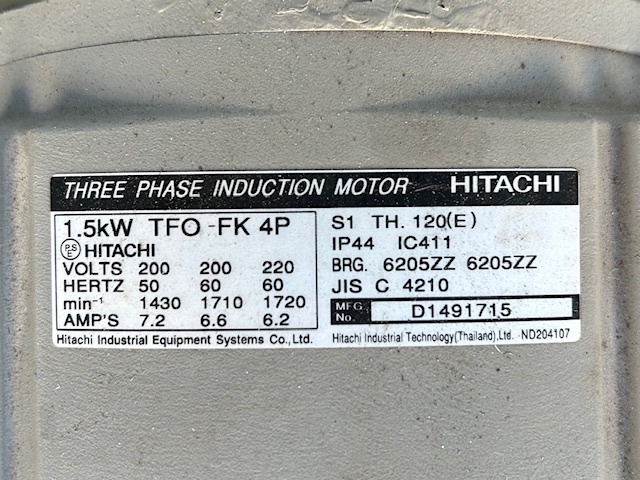 THREE PHASE INDUCTION MOTOR HITACHI
1.5kW TFO -FK 4P
PS E HITACHI
VOLTS 200 200 220
HERTZ 50 60 60
min⁻¹ 1430 1710 1720
AMP'S 7.2 6.6 6.2
Hitachi Industrial Equipment Systems Co., Ltd.
S1 TH. 120(E)
IP44 IC411
BRG. 6205ZZ 6205ZZ
JIS C 4210
MFG. No. D1491715
Hitachi Industrial Technology(Thailand),Ltd. ·ND204107